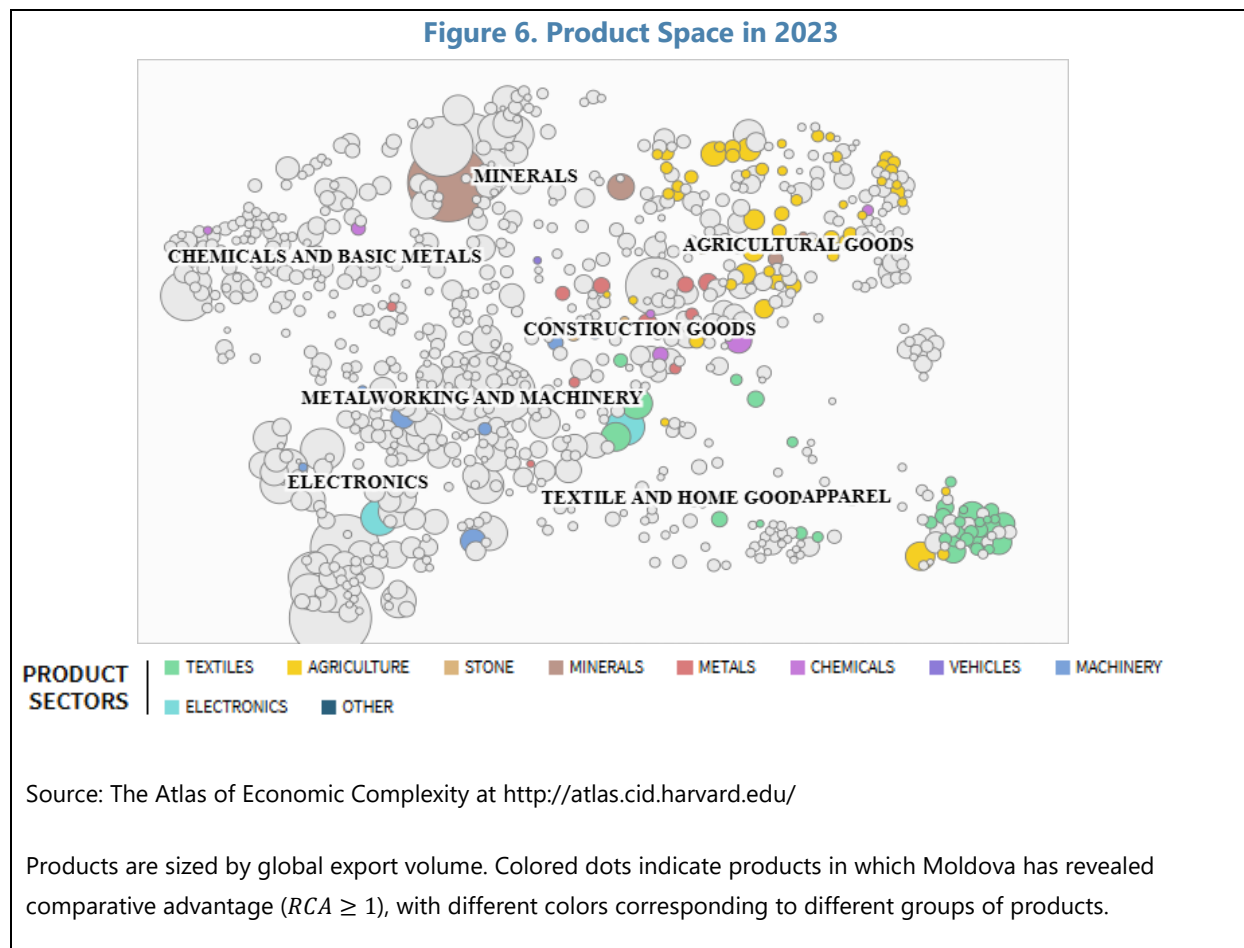 Figure 6. Product Space in 2023
MINERALS
AGRICULTURAL GOODS
CHEMICALS AND BASIC METALS
CONSTRUCTION GOODS
METALWORKING AND MACHINERY
ELECTRONICS
TEXTILE AND HOME GOODAPPAREL
PRODUCT SECTORS
TEXTILES AGRICULTURE STONE MINERALS METALS CHEMICALS VEHICLES MACHINERY
ELECTRONICS OTHER
Source: The Atlas of Economic Complexity at http://atlas.cid.harvard.edu/
Products are sized by global export volume. Colored dots indicate products in which Moldova has revealed
comparative advantage (RCA ≥ 1), with different colors corresponding to different groups of products.